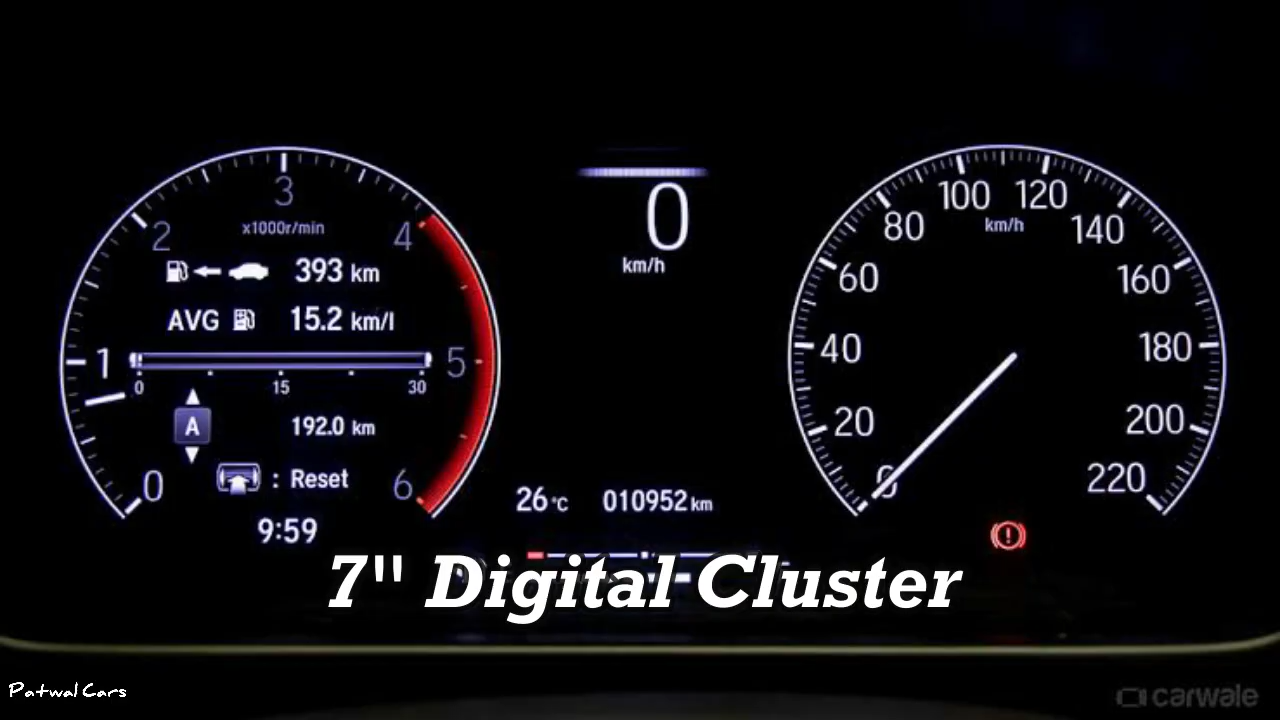 3
x1000r/min
2
4
393 km
AVG 15.2 km/l
1
5
0 15 30
A
192.0 km
: Reset
0
6
9:59
0
km/h
26°C 010952 km
100 120
km/h
80
140
60
160
40
180
20
200
0
220
7" Digital Cluster
Patwal Cars
carwale